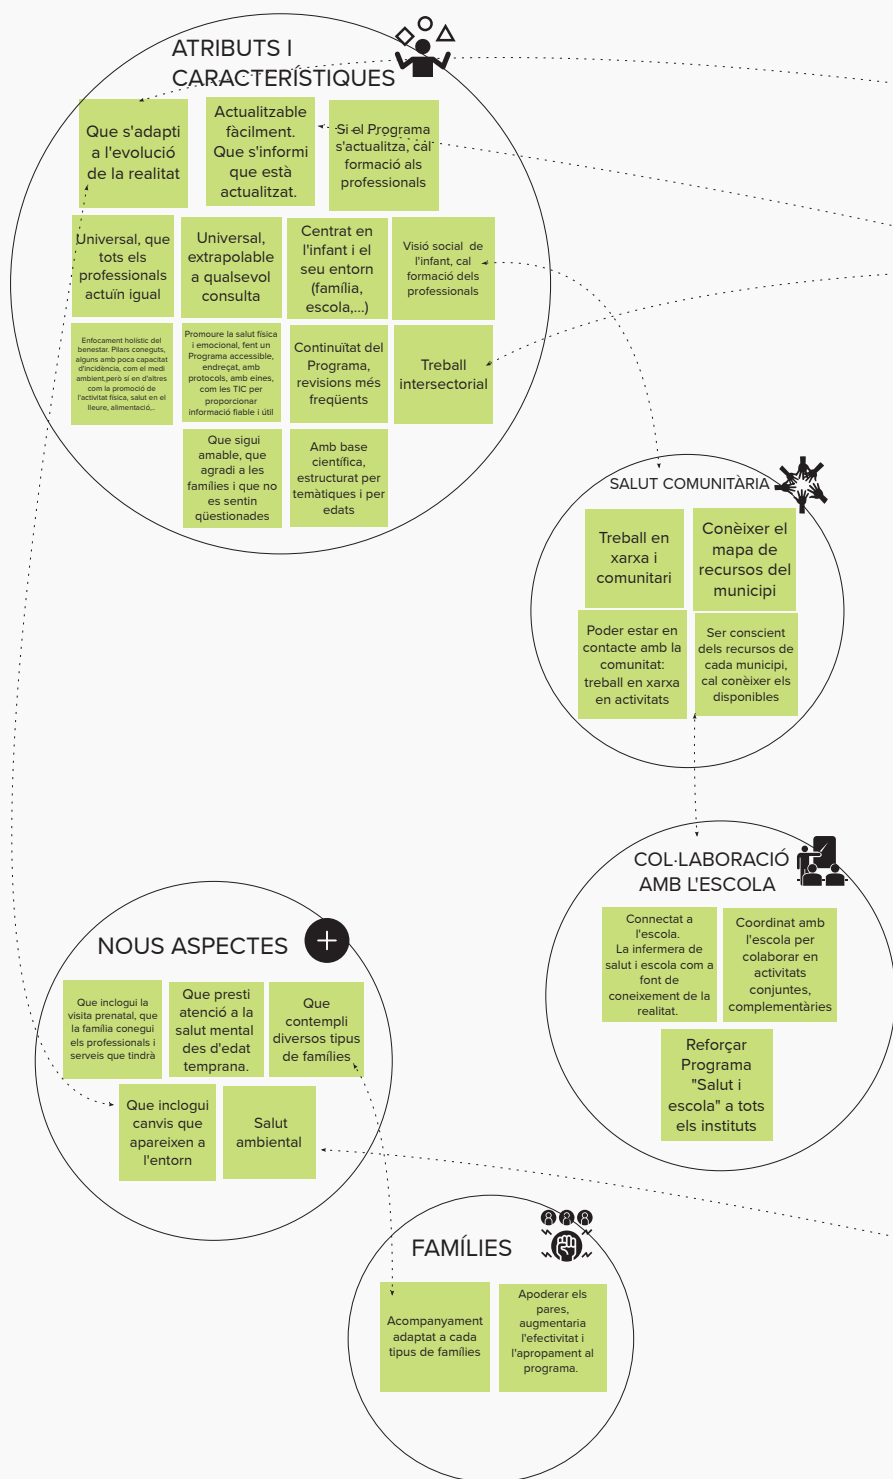 ATRIBUTS I
CARACTERÍSTIQUES
Que s'adapti
a l'evolució
de la realitat
Actualitzable
fàcilment.
Que s'informi
que està
actualitzat.
Si el Programa
s'actualitza, cal
formació als
professionals
Universal, que
tots els
professionals
actuïn igual
Universal,
extrapolable
a qualsevol
consulta
Centrat en
l'infant i el
seu entorn
(família,
escola,...)
Visió social de
l'infant, cal
formació dels
professionals
Enfocament holístic del
benestar. Pilars coneguts,
alguns amb poca capacitat
d'incidència, com el medi
ambient,però sí en d'altres
com la promoció de
l'activitat física, salut en el
lleure, alimentació,..
Promoure la salut física
i emocional, fent un
Programa accessible,
endreçat, amb
protocols, amb eines,
com les TIC per
proporcionar
informació fiable i útil
Continuïtat del
Programa,
revisions més
freqüents
Treball
intersectorial
Que sigui
amable, que
agradi a les
famílies i que no
es sentin
qüestionades
Amb base
científica,
estructurat per
temàtiques i per
edats
SALUT COMUNITÀRIA
Treball en
xarxa i
comunitari
Conèixer el
mapa de
recursos del
municipi
Poder estar en
contacte amb la
comunitat:
treball en xarxa
en activitats
Ser conscient
dels recursos de
cada municipi,
cal conèixer els
disponibles
COL·LABORACIÓ
AMB L'ESCOLA
Connectat a
l'escola.
La infermera de
salut i escola com a
font de
coneixement de la
realitat.
Coordinat amb
l'escola per
colaborar en
activitats
conjuntes,
complementàries
Reforçar
Programa
"Salut i
escola" a tots
els instituts
NOUS ASPECTES
Que inclogui la
visita prenatal, que
la família conegui
els professionals i
serveis que tindrà
Que presti
atenció a la
salut mental
des d'edat
temprana.
Que
contempli
diversos tipus
de famílies
Que inclogui
canvis que
apareixen a
l'entorn
Salut
ambiental
FAMÍLIES
Acompanyament
adaptat a cada
tipus de famílies
Apoderar els
pares,
augmentaria
l'efectivitat i
l'apropament al
programa.